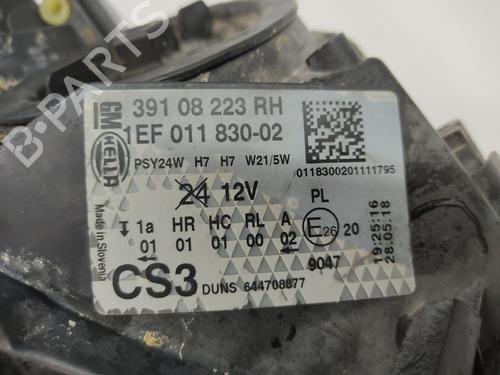 GM
HELLA
39108 223 RH
1EF 011 830-02
PSY24W H7 H7 W21/5W
0118300201111795
24 12V PL
1a HR HC RL A
01 01 01 00 02
E26 20
9047
CS3 DUNS 644708877
Made in Slovenia
19:25:16
28.05.18
B-PARTS